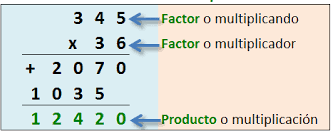 3 4 5 Factor o multiplicando
x 3 6 Factor o multiplicador
+ 2 0 7 0
1 0 3 5
1 2 4 2 0 Producto o multiplicación